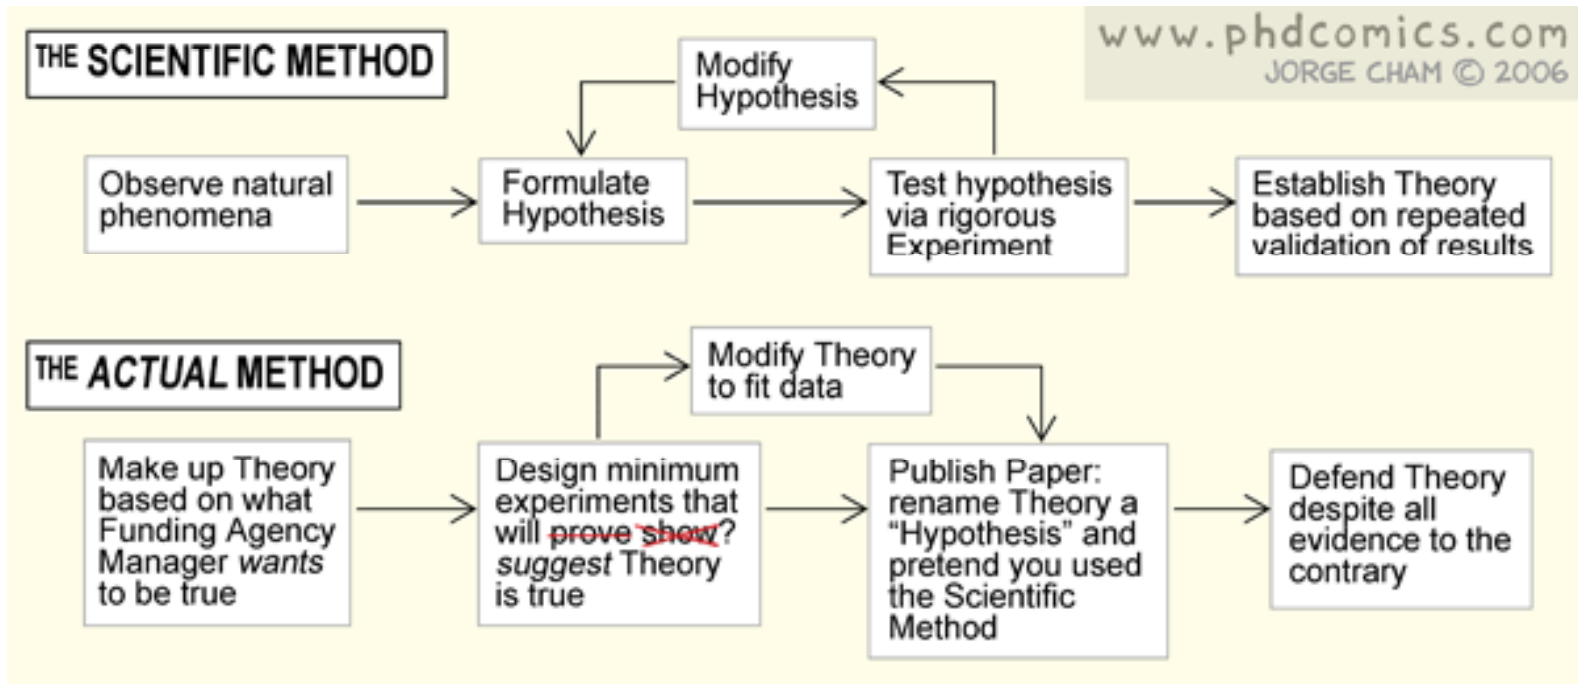 THE SCIENTIFIC METHOD
www.phdcomics.com
JORGE CHAM © 2006
Modify
Hypothesis
Observe natural
phenomena
Formulate
Hypothesis
Test hypothesis
via rigorous
Experiment
Establish Theory
based on repeated
validation of results
THE ACTUAL METHOD
Modify Theory
to fit data
Make up Theory
based on what
Funding Agency
Manager wants
to be true
Design minimum
experiments that
will prove show?
suggest Theory
is true
Publish Paper:
rename Theory a
“Hypothesis” and
pretend you used
the Scientific
Method
Defend Theory
despite all
evidence to the
contrary